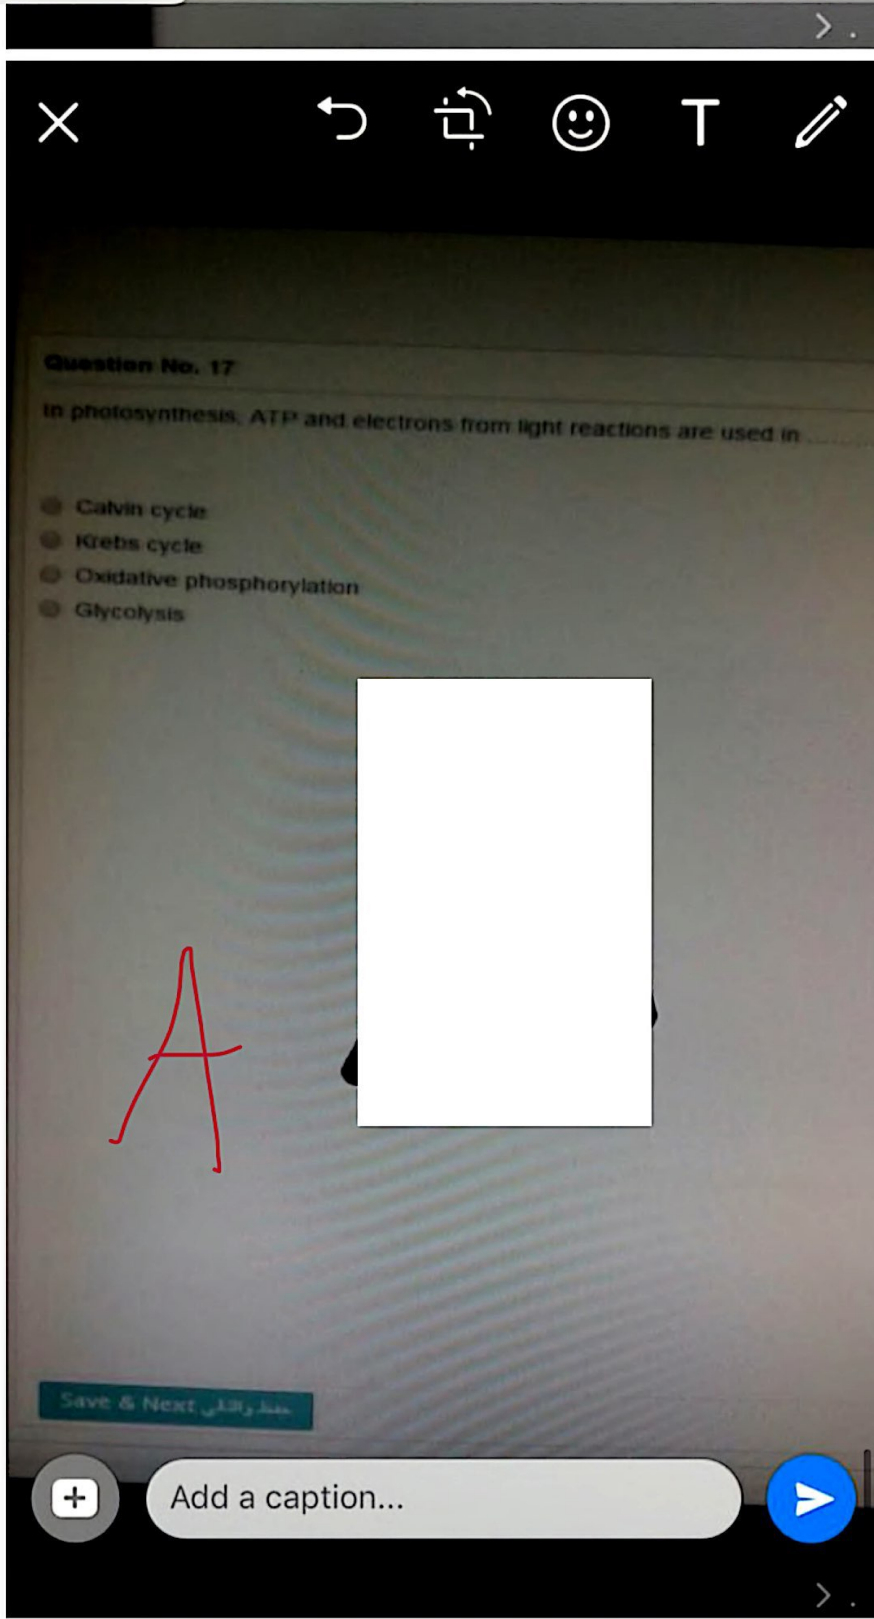 T
Question No. 17
In photosynthesis, ATP and electrons from light reactions are used in ..........
Calvin cycle
Krebs cycle
Oxidative phosphorylation
Glycolysis
A
Save & Next حفظ والتالي
Add a caption...